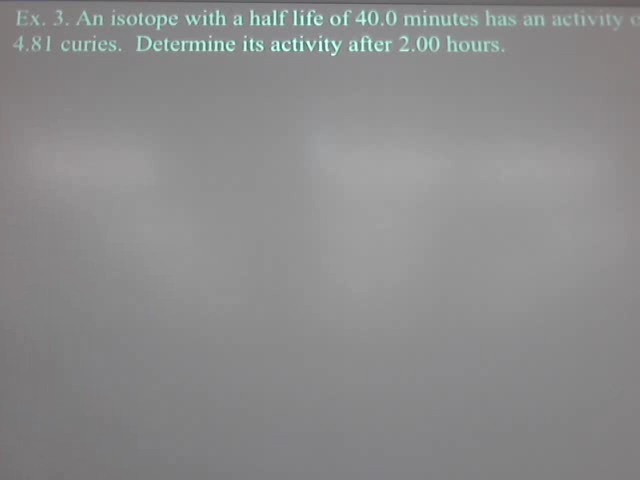 Ex. 3. An isotope with a half life of 40.0 minutes has an activity
4.81 curies. Determine its activity after 2.00 hours.